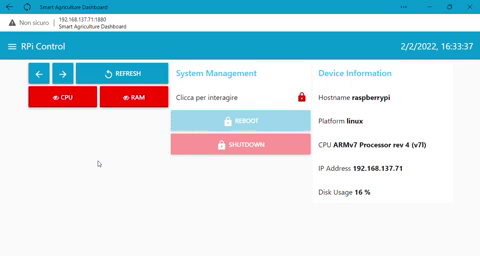 Smart Agriculture Dashboard
Non sicuro
192.168.137.71:1880
Smart Agriculture Dashboard
RPi Control
2/2/2022, 16:33:37
REFRESH
CPU
RAM
System Management
Clicca per interagire
REBOOT
SHUTDOWN
Device Information
Hostname raspberrypi
Platform linux
CPU ARMv7 Processor rev 4 (v7l)
IP Address 192.168.137.71
Disk Usage 16 %